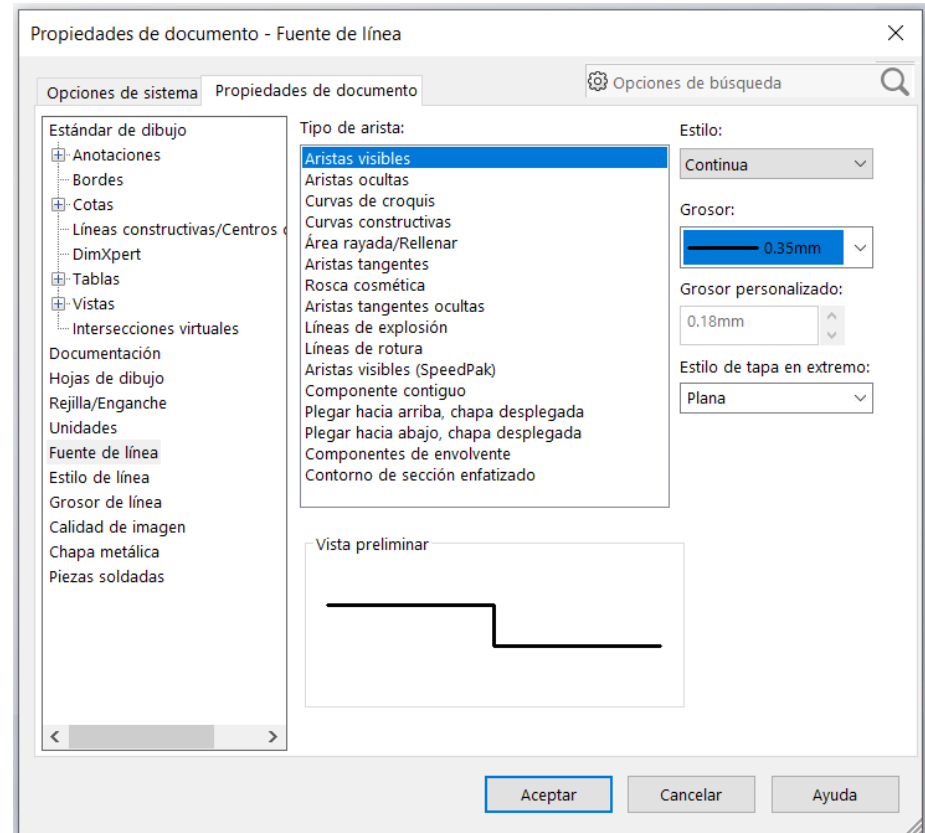 Propiedades de documento - Fuente de línea
Opciones de sistema
Propiedades de documento
Opciones de búsqueda
Estándar de dibujo
Anotaciones
Bordes
Cotas
Líneas constructivas/Centros
DimXpert
Tablas
Vistas
Intersecciones virtuales
Documentación
Hojas de dibujo
Rejilla/Enganche
Unidades
Fuente de línea
Estilo de línea
Grosor de línea
Calidad de imagen
Chapa metálica
Piezas soldadas
Tipo de arista:
Aristas visibles
Aristas ocultas
Curvas de croquis
Curvas constructivas
Área rayada/Rellenar
Aristas tangentes
Rosca cosmética
Aristas tangentes ocultas
Líneas de explosión
Líneas de rotura
Aristas visibles (SpeedPak)
Componente contiguo
Plegar hacia arriba, chapa desplegada
Plegar hacia abajo, chapa desplegada
Componentes de envolvente
Contorno de sección enfatizado
Estilo:
Continua
Grosor:
0.35mm
Grosor personalizado:
0.18mm
Estilo de tapa en extremo:
Plana
Vista preliminar
Aceptar
Cancelar
Ayuda